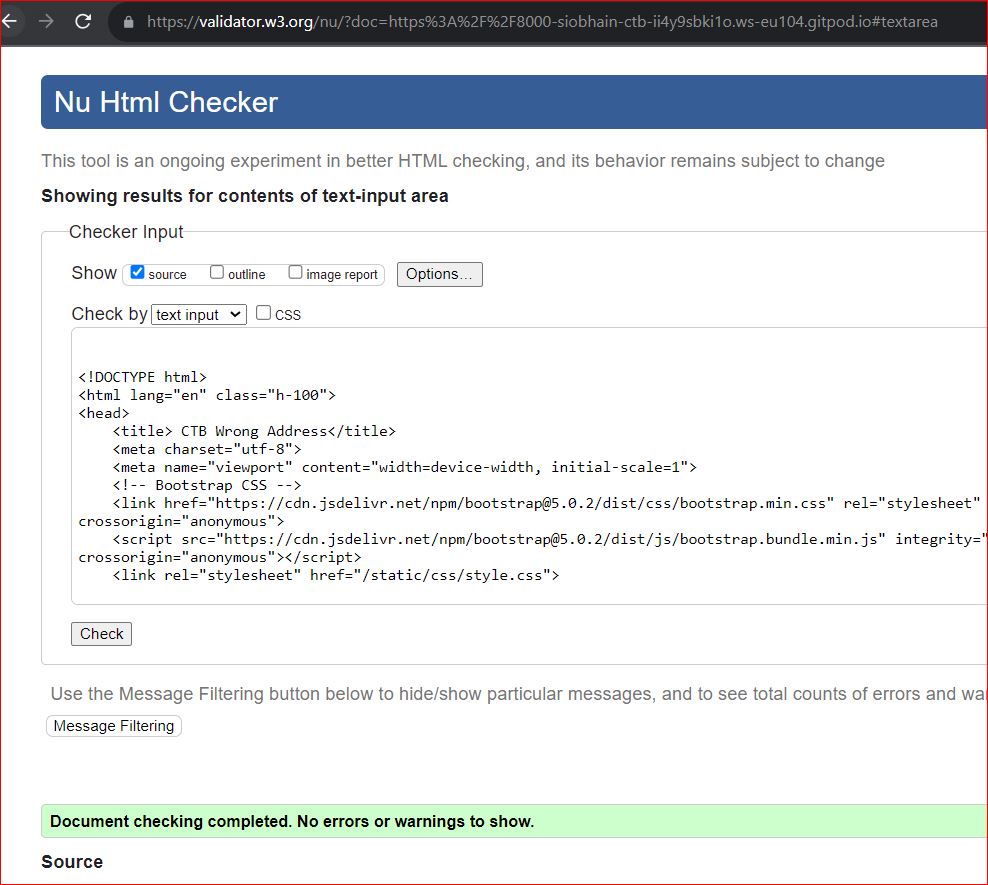 https://validator.w3.org/nu/?doc=https%3A%2F%2F8000-siobhain-ctb-ii4y9sbki1o.ws-eu104.gitpod.io#textarea
Nu Html Checker
This tool is an ongoing experiment in better HTML checking, and its behavior remains subject to change
Showing results for contents of text-input area
Checker Input
Show source outline image report Options...
Check by text input CSS
<!DOCTYPE html>
<html lang="en" class="h-100">
<head>
    <title> CTB Wrong Address</title>
    <meta charset="utf-8">
    <meta name="viewport" content="width=device-width, initial-scale=1">
    <!-- Bootstrap CSS -->
    <link href="https://cdn.jsdelivr.net/npm/bootstrap@5.0.2/dist/css/bootstrap.min.css" rel="stylesheet"
crossorigin="anonymous">
    <script src="https://cdn.jsdelivr.net/npm/bootstrap@5.0.2/dist/js/bootstrap.bundle.min.js" integrity="
crossorigin="anonymous"></script>
    <link rel="stylesheet" href="/static/css/style.css">
Check
Use the Message Filtering button below to hide/show particular messages, and to see total counts of errors and
Message Filtering
Document checking completed. No errors or warnings to show.
Source